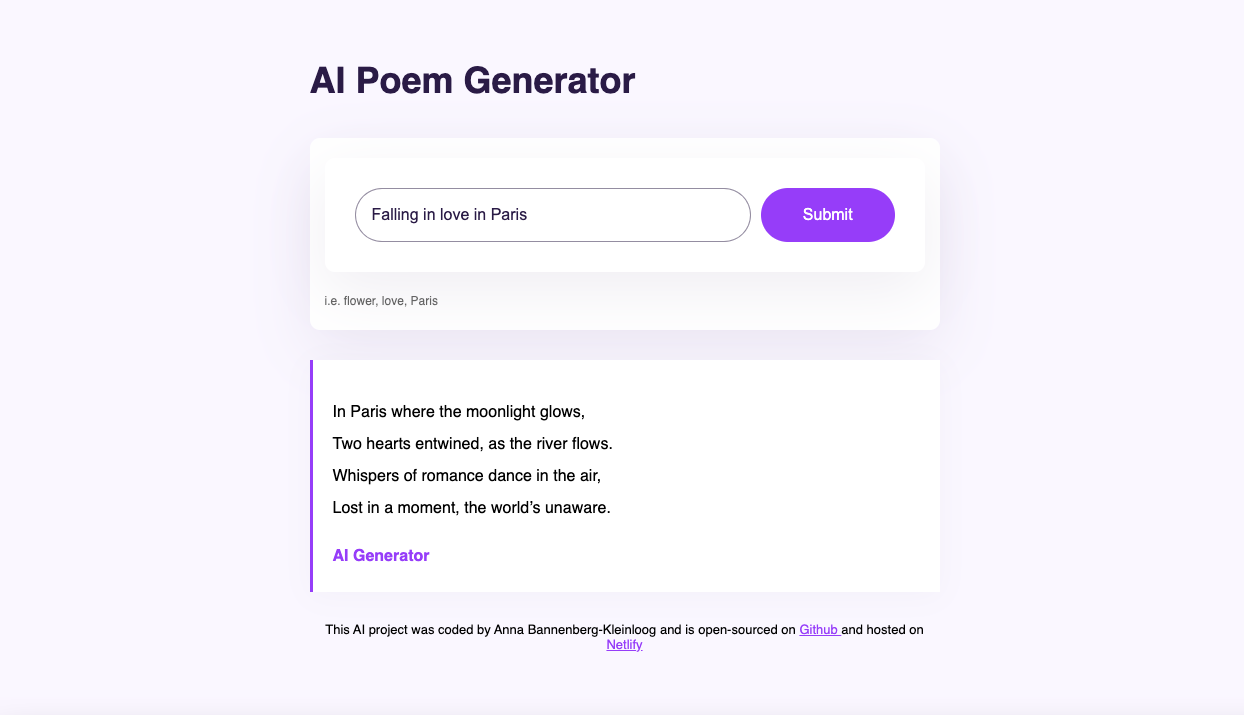 AI Poem Generator
Falling in love in Paris
Submit
i.e. flower, love, Paris
In Paris where the moonlight glows,
Two hearts entwined, as the river flows.
Whispers of romance dance in the air,
Lost in a moment, the world’s unaware.
AI Generator
This AI project was coded by Anna Bannenberg-Kleinloog and is open-sourced on Github and hosted on
Netlify